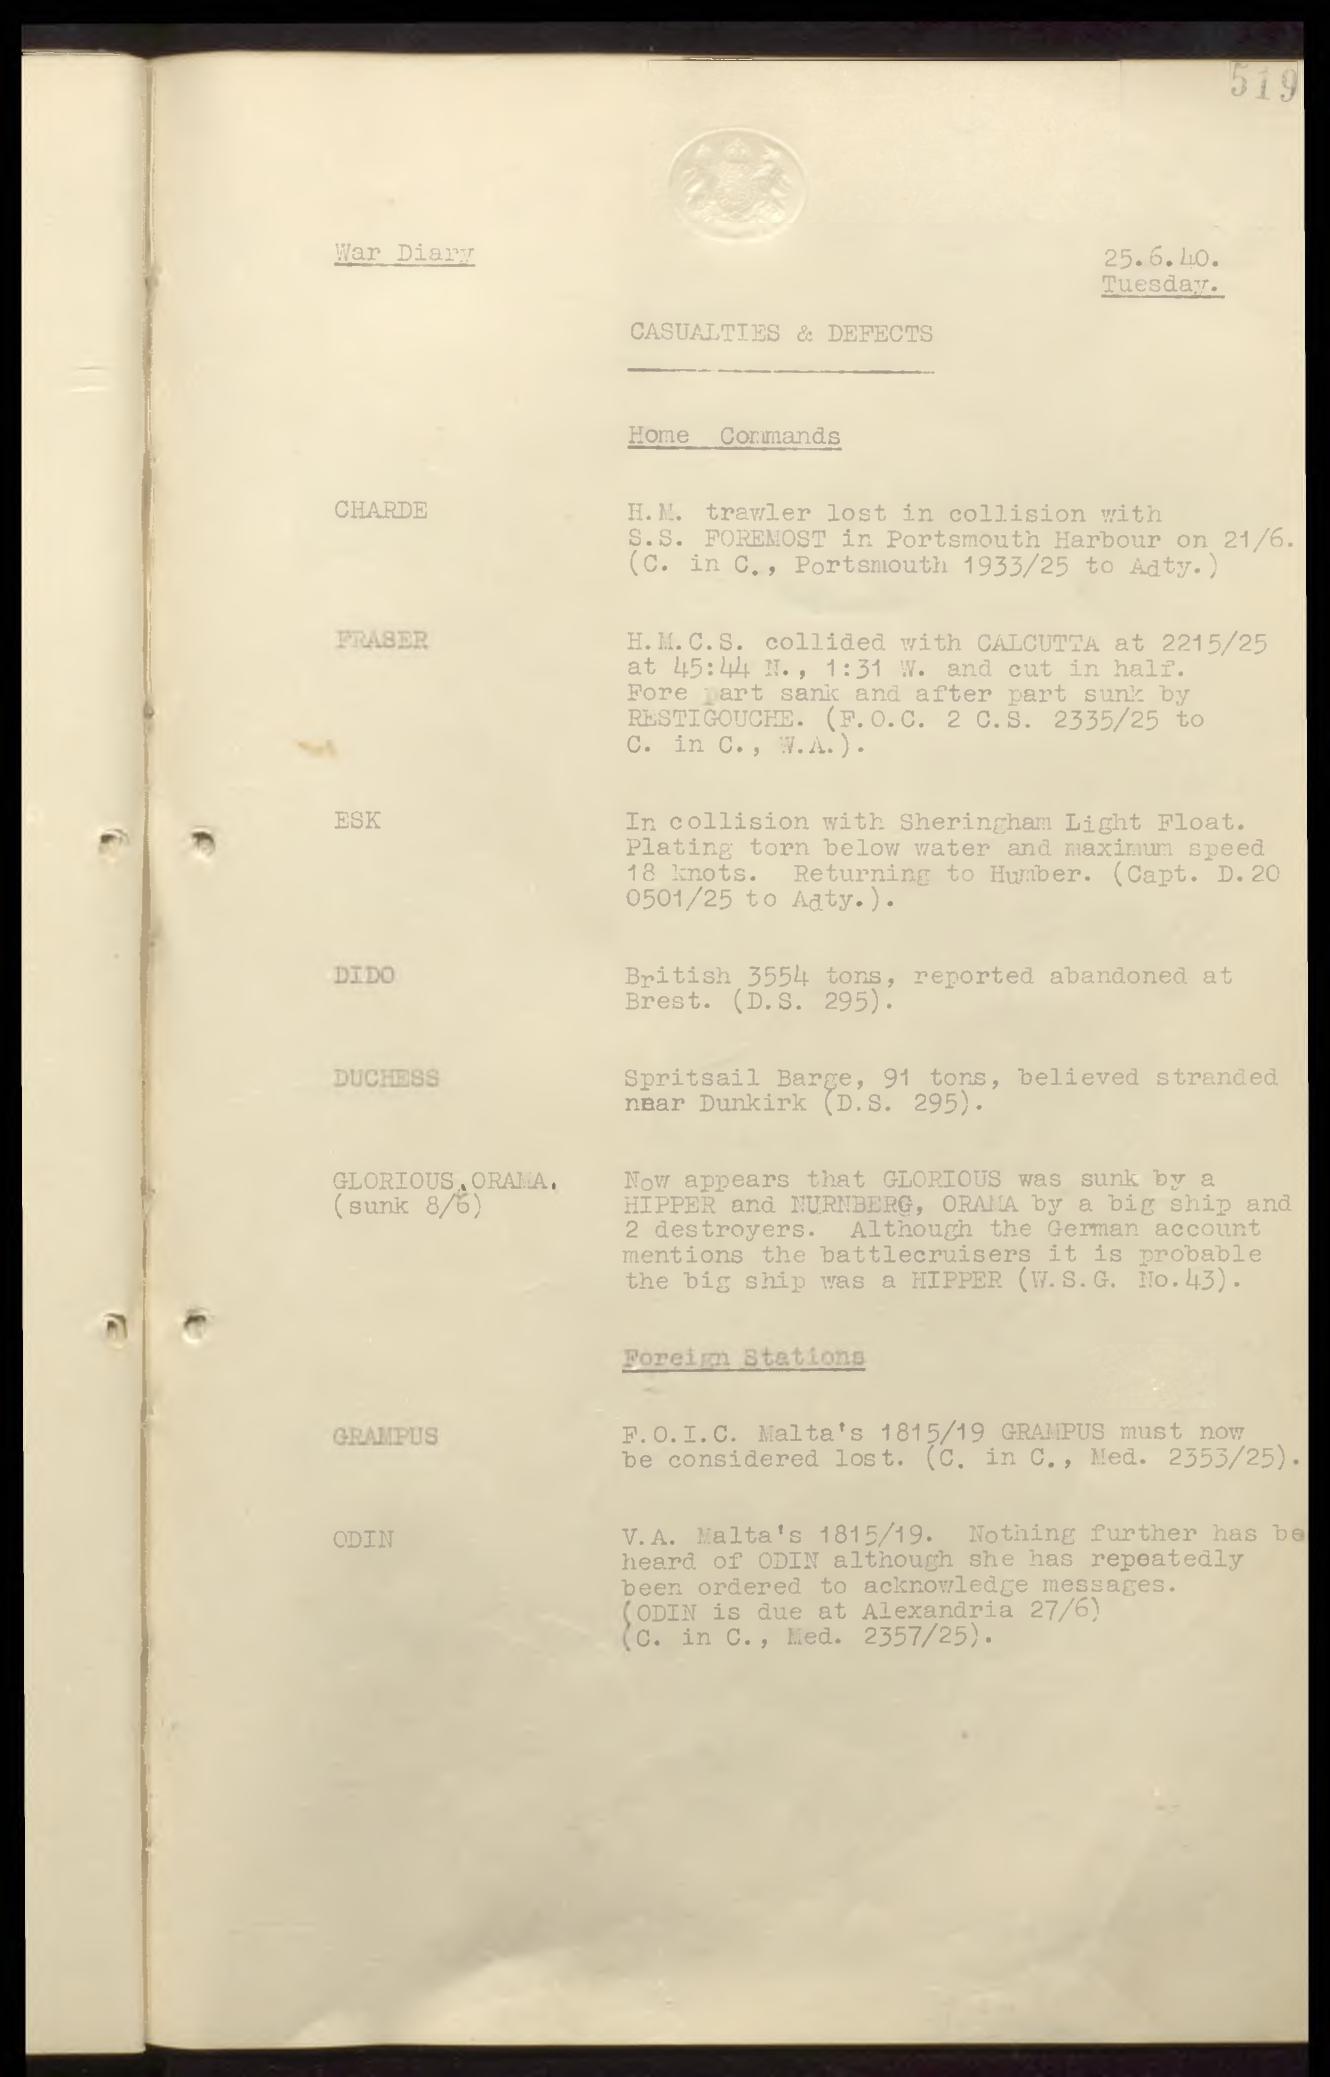 519
War Diary
25.6.40.
Tuesday.
CASUALTIES & DEFECTS
Home Commands
CHARDE
H.M. trawler lost in collision with
S.S. FOREMOST in Portsmouth Harbour on 21/6.
(C. in C., Portsmouth 1933/25 to Adty.)
FRASER
H.M.C.S. collided with CALCUTTA at 2215/25
at 45:44 N., 1:31 W. and cut in half.
Fore part sank and after part sunk by
RESTIGOUCHE. (F.O.C. 2 C.S. 2335/25 to
C. in C., W.A.).
ESK
In collision with Sheringham Light Float.
Plating torn below water and maximum speed
18 knots. Returning to Humber. (Capt. D.20
0501/25 to Adty.).
DIDO
British 3554 tons, reported abandoned at
Brest. (D.S. 295).
DUCHESS
Spritsail Barge, 91 tons, believed stranded
near Dunkirk (D.S. 295).
GLORIOUS, ORAMA.
(sunk 8/6)
Now appears that GLORIOUS was sunk by a
HIPPER and NURNBERG, ORAMA by a big ship and
2 destroyers. Although the German account
mentions the battlecruisers it is probable
the big ship was a HIPPER (W.S.G. No.43).
Foreign Stations
GRAMPUS
F.O.I.C. Malta's 1815/19 GRAMPUS must now
be considered lost. (C. in C., Med. 2353/25).
ODIN
V.A. Malta's 1815/19. Nothing further has be
heard of ODIN although she has repeatedly
been ordered to acknowledge messages.
(ODIN is due at Alexandria 27/6)
(C. in C., Med. 2357/25).